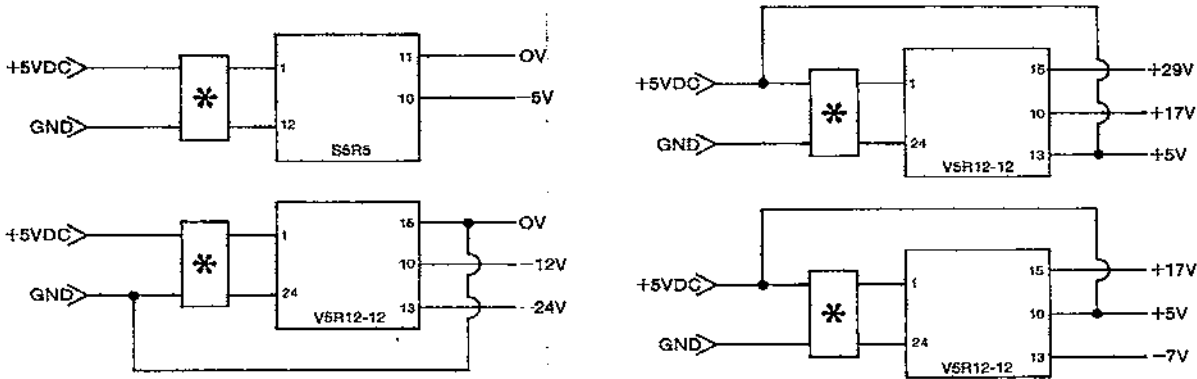 +5VDC
GND
*
1
12
11
10
S5R5
0V
-5V
+5VDC
GND
*
1
24
15
10
13
V5R12-12
0V
-12V
-24V
+5VDC
GND
*
1
24
15
10
13
V5R12-12
+29V
+17V
+5V
+5VDC
GND
*
1
24
15
10
13
V5R12-12
+17V
+5V
-7V